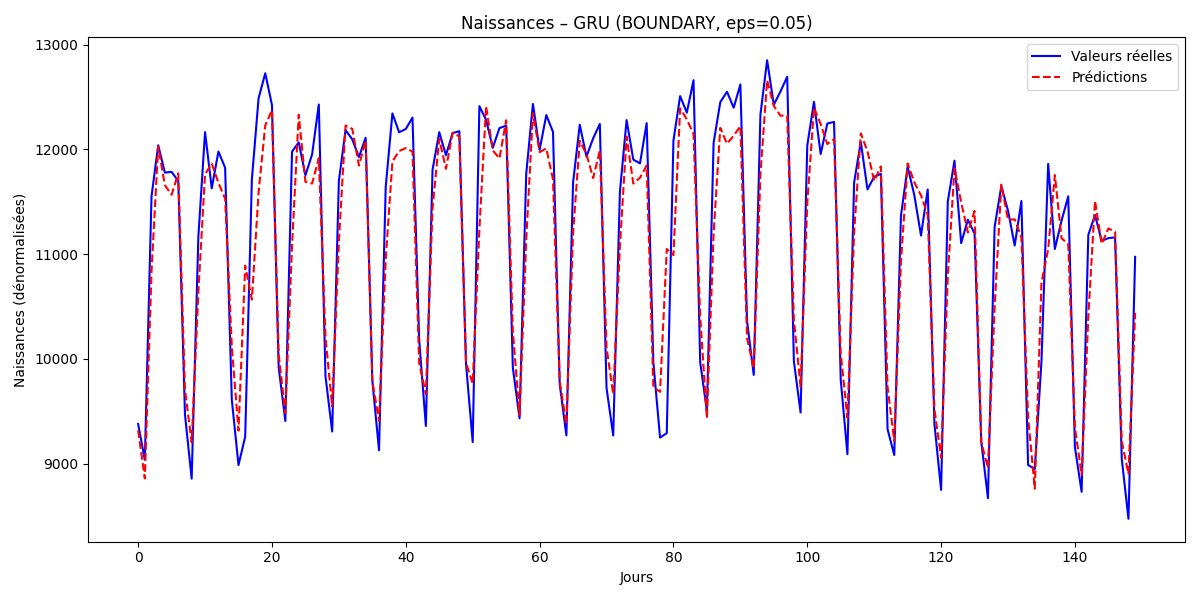 Naissances – GRU (BOUNDARY, eps=0.05)
Valeurs réelles
Prédictions
Naissances (dénormalisées)
13000
12000
11000
10000
9000
0 20 40 60 80 100 120 140
Jours